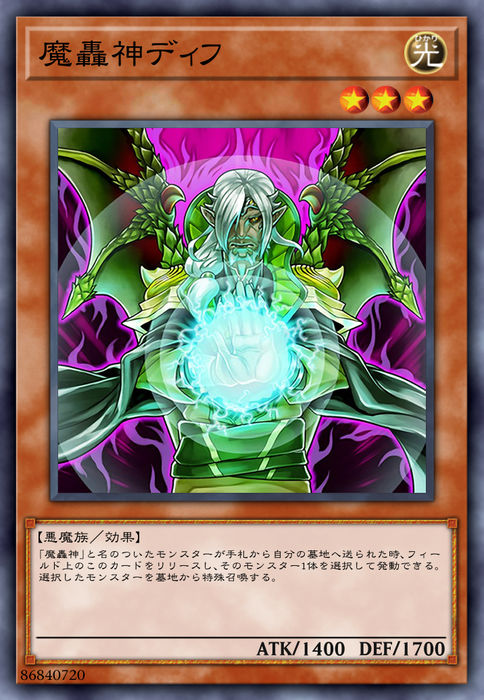 魔轟神ディフ
ひかり
光
【悪魔族／効果】
「魔轟神」と名のついたモンスターが手札から自分の墓地へ送られた時、フィー
ルド上のこのカードをリリースし、そのモンスター1体を選択して発動できる。
選択したモンスターを墓地から特殊召喚する。
ATK/1400 DEF/1700
86840720